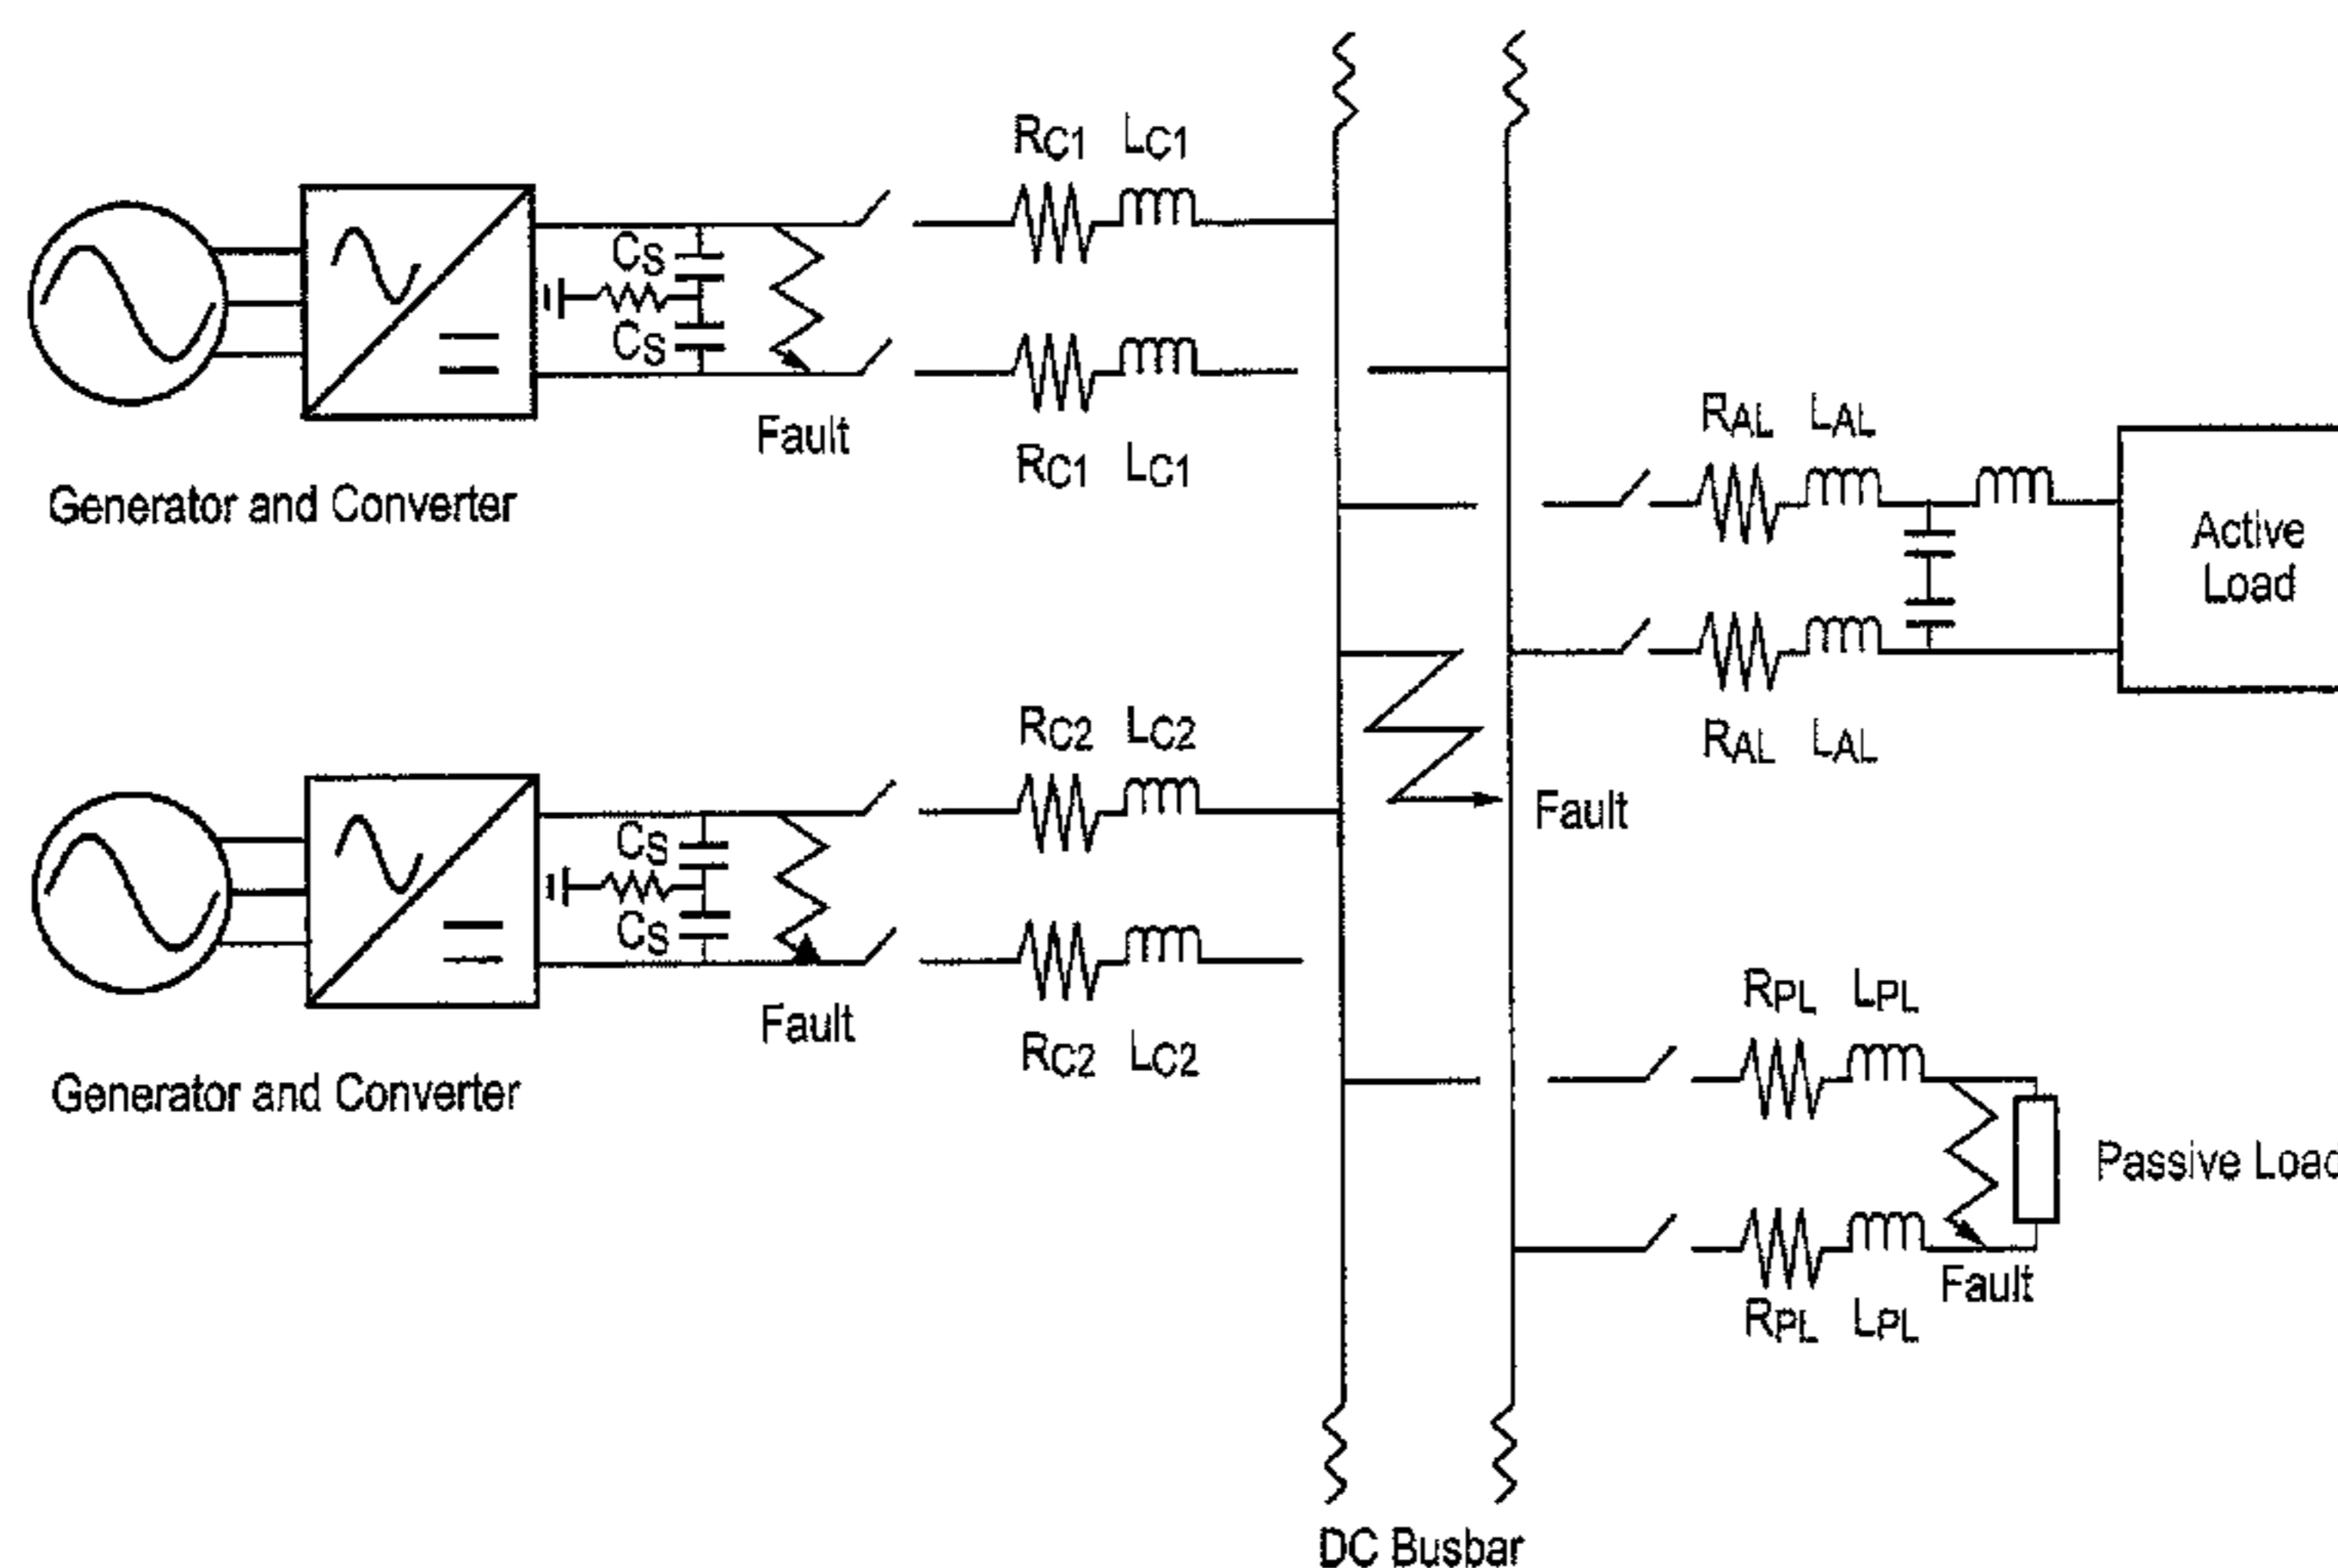 RC1 LC1
CS
CS
Fault
RC1 LC1
Generator and Converter
RAL LAL
Active
Load
RAL LAL
RC2 LC2
Fault
CS
CS
Fault
RC2 LC2
Generator and Converter
RPL LPL
Passive Load
Fault
RPL LPL
DC Busbar